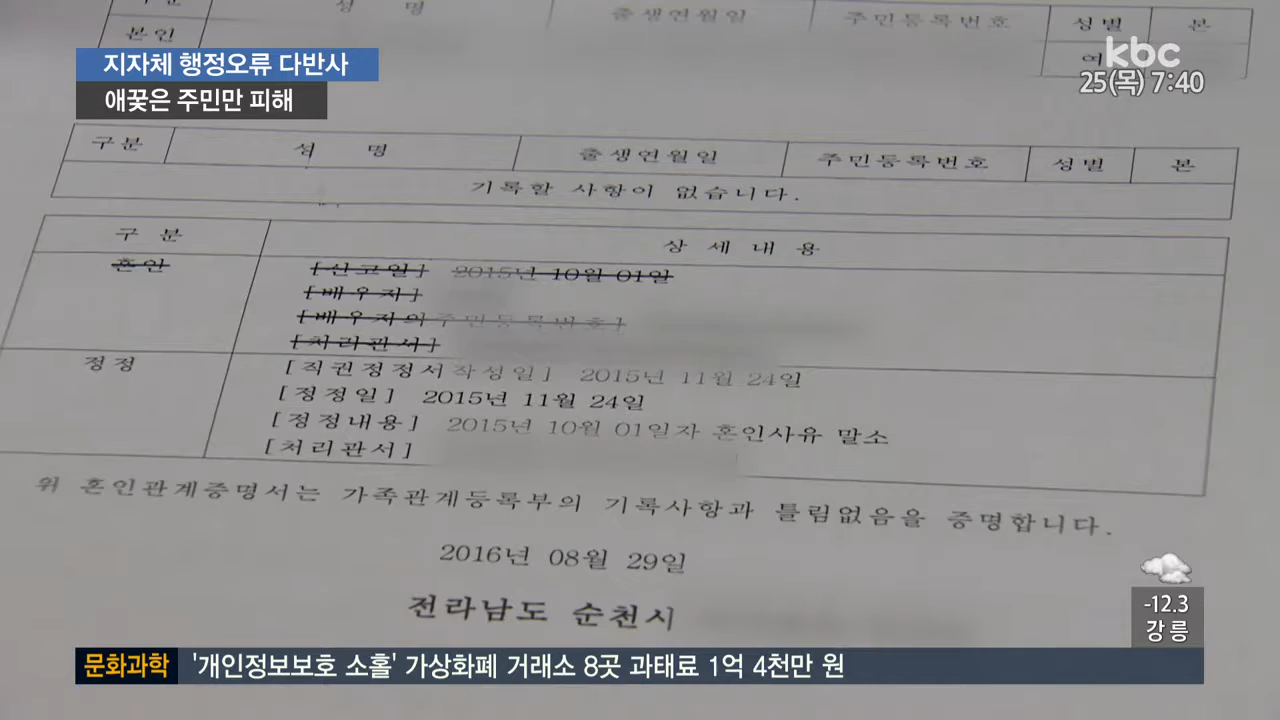 구분 성 명 출생연월일 주민등록번호 성별 본
본인 여
kbc
25(목) 7:40
지자체 행정오류 다반사
애꿎은 주민만 피해
구분 성 명 출생연월일 주민등록번호 성별 본
기록할 사항이 없습니다.
구 분 상 세 내 용
혼인 [신고일] 2015년 10월 01일
[배우자]
[배우자의주민등록번호]
[처리관서]
정정 [직권정정서작성일] 2015년 11월 24일
[정정일] 2015년 11월 24일
[정정내용] 2015년 10월 01일자 혼인사유 말소
[처리관서]
위 혼인관계증명서는 가족관계등록부의 기록사항과 틀림없음을 증명합니다.
2016년 08월 29일
전라남도 순천시
-12.3
강릉
문화과학 '개인정보보호 소홀' 가상화폐 거래소 8곳 과태료 1억 4천만 원